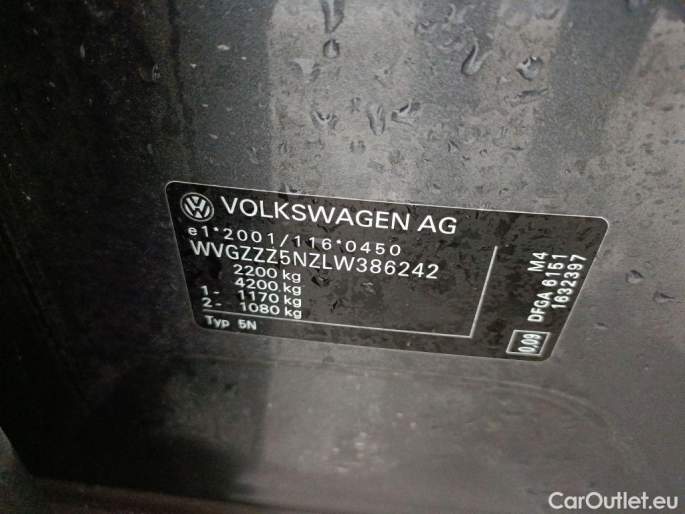 VOLKSWAGEN AG
e1*2001/116*0450
WVGZZZ5NZLW386242
2200 kg
4200 kg
1- 1170 kg
2- 1080 kg
Typ 5N
M4
DFGA 6151
1632397
0,09
CarOutlet.eu